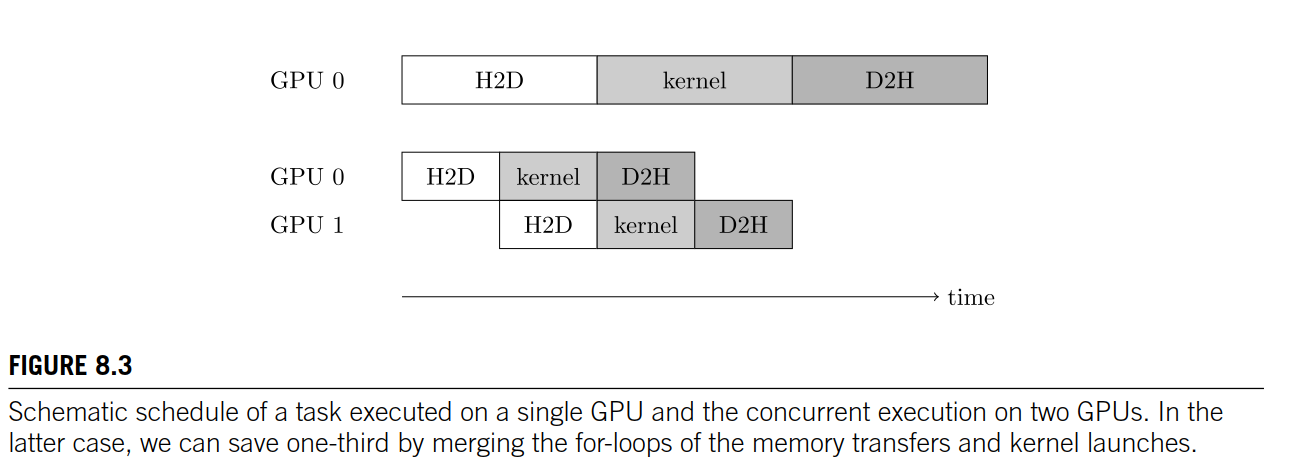 GPU 0 H2D kernel D2H
GPU 0 H2D kernel D2H
GPU 1 H2D kernel D2H
time
FIGURE 8.3
Schematic schedule of a task executed on a single GPU and the concurrent execution on two GPUs. In the
latter case, we can save one-third by merging the for-loops of the memory transfers and kernel launches.